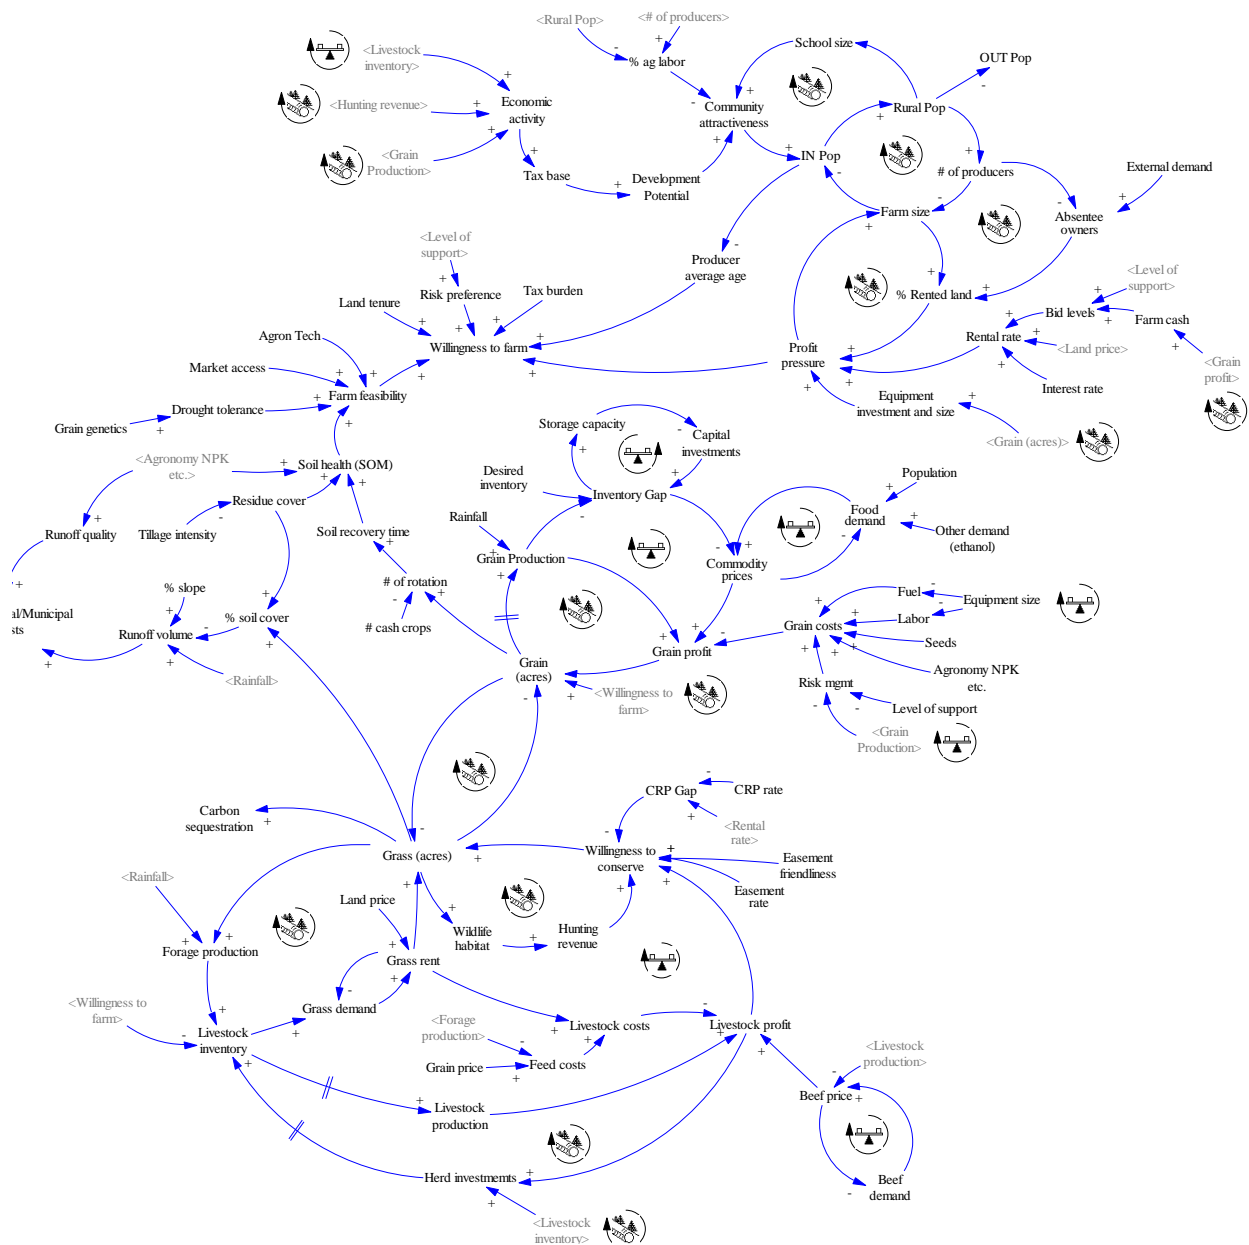 <Rural Pop>
<# of producers>
School size
OUT Pop
<Livestock
inventory>
% ag labor
<Hunting revenue>
Economic
activity
Community
attractiveness
Rural Pop
<Grain
Production>
IN Pop
Tax base
Development
Potential
# of producers
External demand
Farm size
Absentee
owners
<Level of
support>
Producer
average age
<Level of
support>
Land tenure
Risk preference
Tax burden
% Rented land
Bid levels
Farm cash
Agron Tech
Willingness to farm
Profit
pressure
Rental rate
<Land price>
<Grain
profit>
Market access
Farm feasibility
Interest rate
Drought tolerance
Equipment
investment and size
Grain genetics
Storage capacity
Capital
investments
<Grain (acres)>
<Agronomy NPK
etc.>
Soil health (SOM)
Desired
inventory
Inventory Gap
Population
Residue cover
Food
demand
Runoff quality
Tillage intensity
Soil recovery time
Rainfall
Other demand
(ethanol)
Grain Production
Commodity
prices
% slope
# of rotation
Fuel
Equipment size
al/Municipal
sts
Runoff volume
% soil cover
# cash crops
Grain costs
Labor
Seeds
Grain profit
<Rainfall>
Grain
(acres)
<Willingness to
farm>
Agronomy NPK
etc.
Risk mgmt
Level of support
<Grain
Production>
CRP Gap
CRP rate
Carbon
sequestration
<Rental
rate>
Grass (acres)
Willingness to
conserve
Easement
friendliness
<Rainfall>
Easement
rate
Land price
Wildlife
habitat
Hunting
revenue
Forage production
Grass rent
<Willingness to
farm>
Grass demand
Livestock
inventory
<Forage
production>
Livestock costs
Livestock profit
Grain price
Feed costs
<Livestock
production>
Beef price
Livestock
production
Herd investmemts
Beef
demand
<Livestock
inventory>